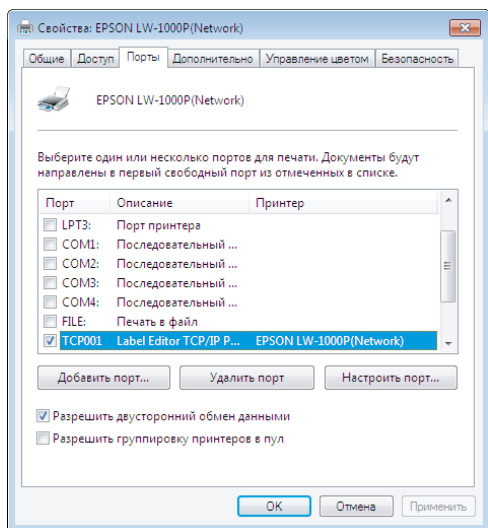 Свойства: EPSON LW-1000P(Network)
Общие Доступ Порты Дополнительно Управление цветом Безопасность
EPSON LW-1000P(Network)
Выберите один или несколько портов для печати. Документы будут
направлены в первый свободный порт из отмеченных в списке.
Порт Описание Принтер
LPT3: Порт принтера
COM1: Последовательный ...
COM2: Последовательный ...
COM3: Последовательный ...
COM4: Последовательный ...
FILE: Печать в файл
TCP001 Label Editor TCP/IP P... EPSON LW-1000P(Network)
Добавить порт... Удалить порт Настроить порт...
Разрешить двусторонний обмен данными
Разрешить группировку принтеров в пул
OK Отмена Применить